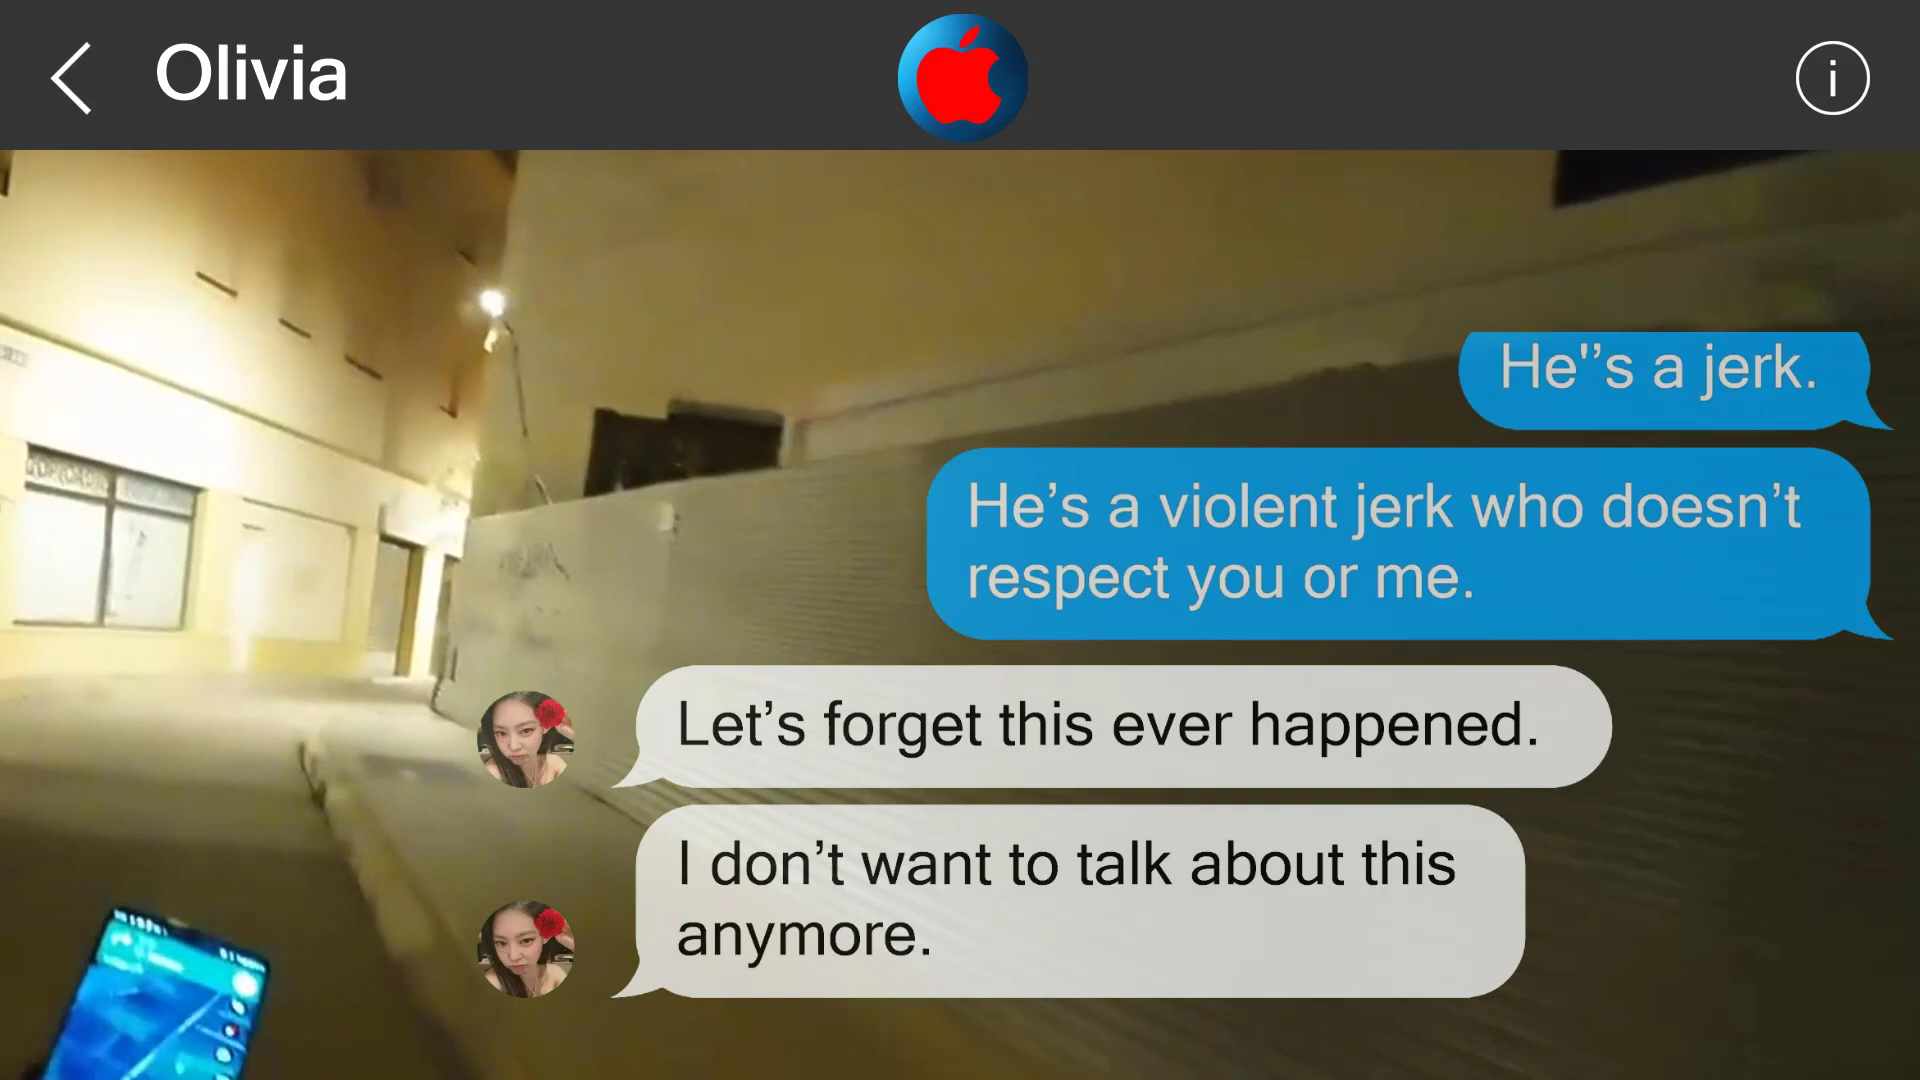 Olivia
He"’s a jerk.
He’s a violent jerk who doesn’t
respect you or me.
Let’s forget this ever happened.
I don’t want to talk about this
anymore.